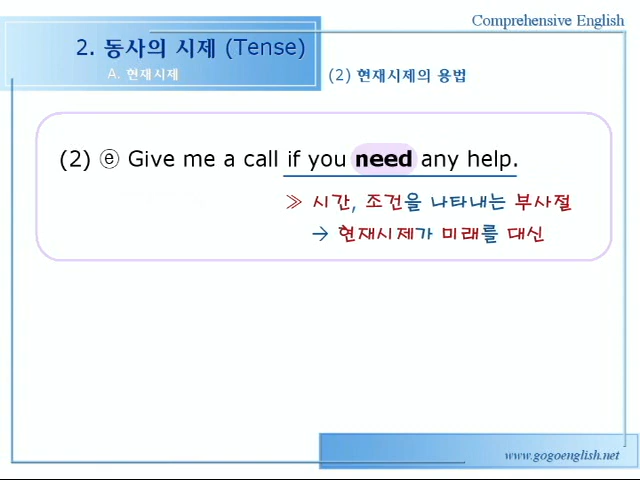 Comprehensive English
2. 동사의 시제 (Tense)
A. 현재시제
(2) 현재시제의 용법
(2) ⓔ Give me a call if you need any help.
≫ 시간, 조건을 나타내는 부사절
→ 현재시제가 미래를 대신
www.gogoenglish.net